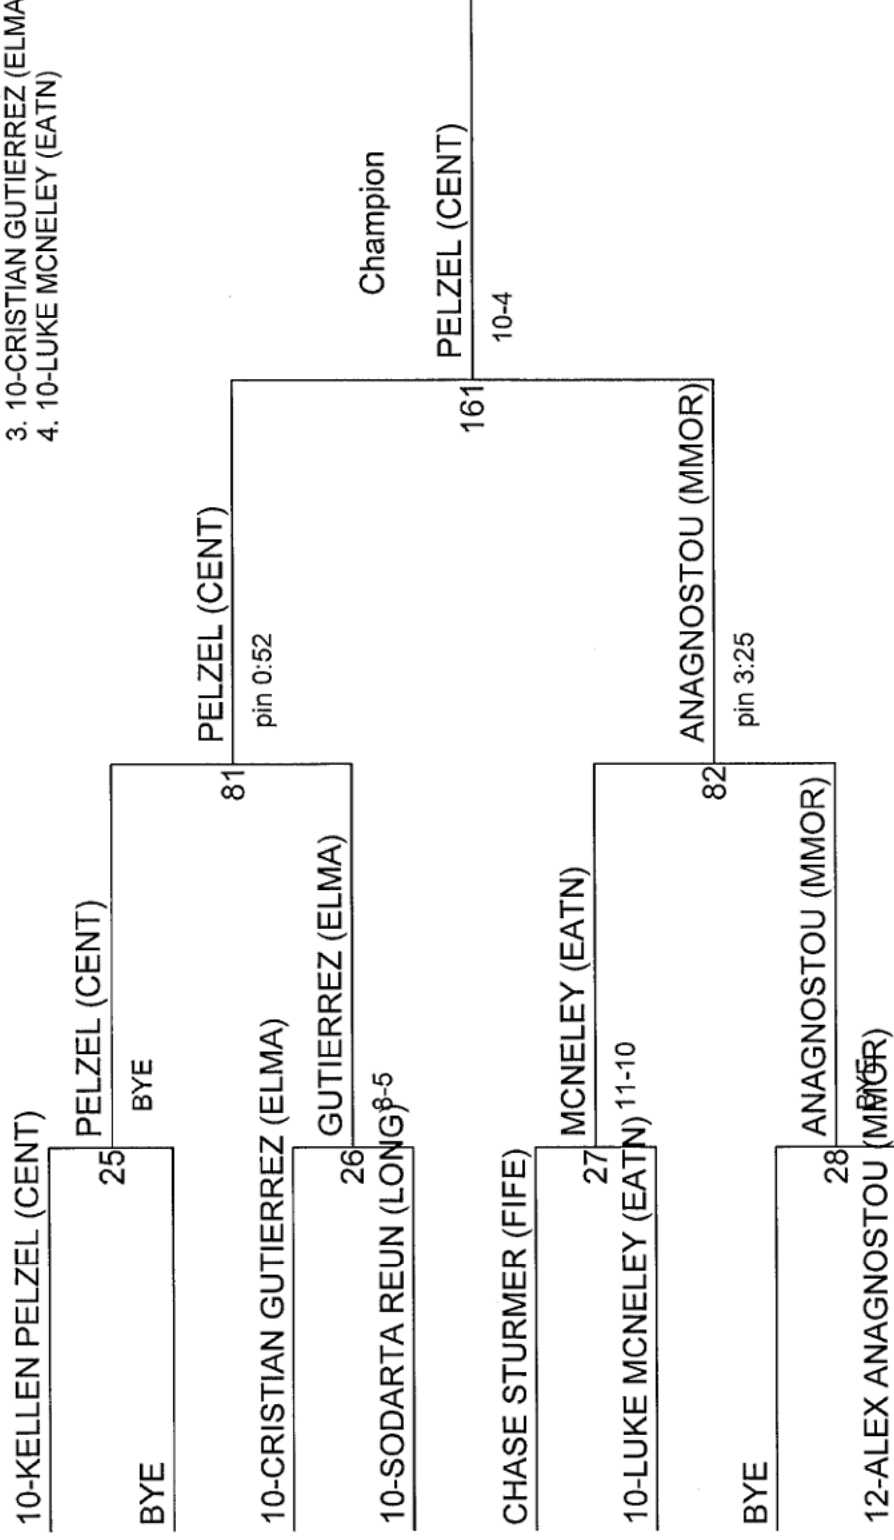 3. 10-CRISTIAN GUTIERREZ (ELMA
10-KELLEN PELZEL (CENT)
4. 10-LUKE MCNELEY (EATN)
PELZEL (CENT)
25
BYE
BYE
PELZEL (CENT)
81
pin 0:52
10-CRISTIAN GUTIERREZ (ELMA)
GUTIERREZ (ELMA)
26
Champion
8-5
10-SODARTA REUN (LONG)
PELZEL (CENT)
161
10-4
CHASE STURMER (FIFE)
MCNELEY (EATN)
27
11-10
10-LUKE MCNELEY (EATN)
ANAGNOSTOU (MMOR)
82
pin 3:25
BYE
ANAGNOSTOU (MMOR)
28
BYE
12-ALEX ANAGNOSTOU (MMOR)